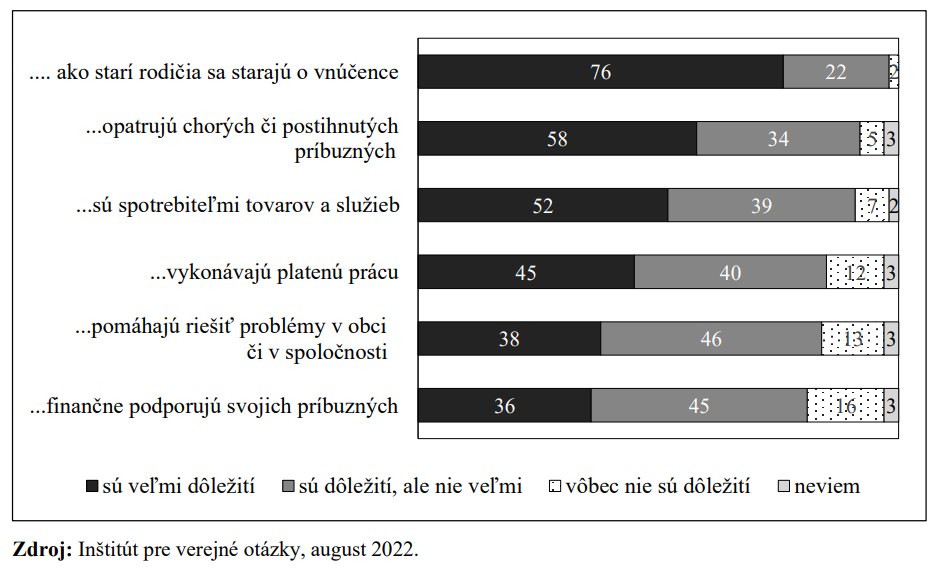 .... ako starí rodičia sa starajú o vnúčence
76 22 2
...opatrujú chorých či postihnutých
príbuzných
58 34 5 3
...sú spotrebiteľmi tovarov a služieb
52 39 7 2
...vykonávajú platenú prácu
45 40 12 3
...pomáhajú riešiť problémy v obci
či v spoločnosti
38 46 13 3
...finančne podporujú svojich príbuzných
36 45 16 3
sú veľmi dôležití sú dôležití, ale nie veľmi vôbec nie sú dôležití neviem
Zdroj: Inštitút pre verejné otázky, august 2022.